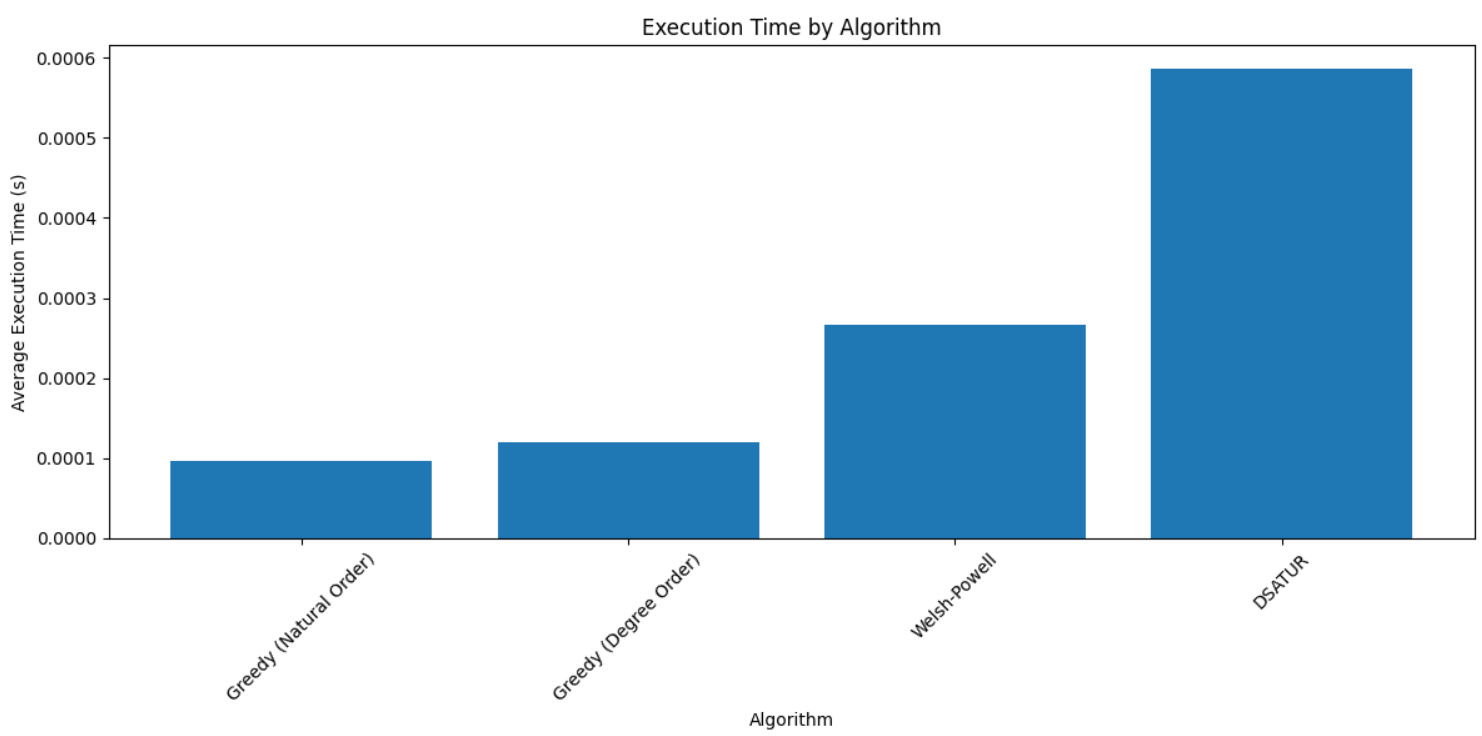 Execution Time by Algorithm
Average Execution Time (s)
0.0006
0.0005
0.0004
0.0003
0.0002
0.0001
0.0000
Greedy (Natural Order)
Greedy (Degree Order)
Welsh-Powell
DSATUR
Algorithm